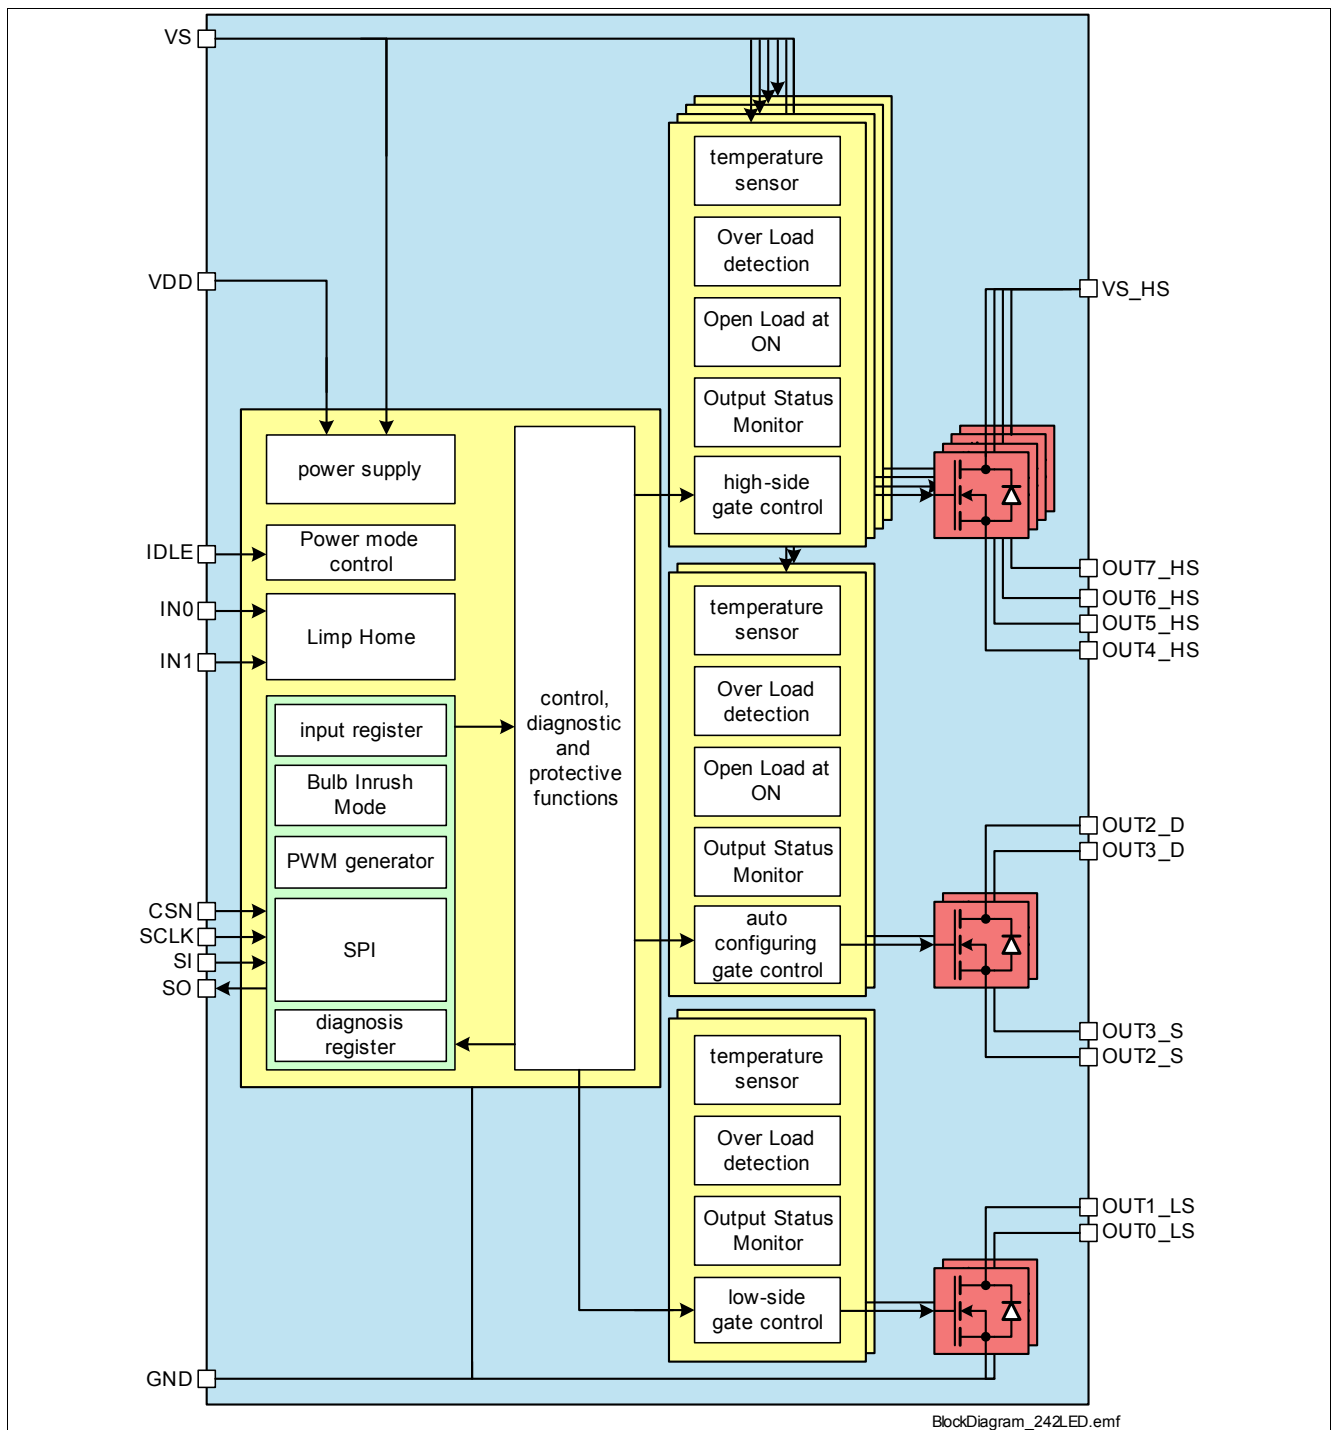 VS
VDD
IDLE
IN0
IN1
CSN
SCLK
SI
SO
GND
power supply
Power mode
control
Limp Home
input register
Bulb Inrush
Mode
PWM generator
SPI
diagnosis
register
control,
diagnostic
and
protective
functions
temperature
sensor
Over Load
detection
Open Load at
ON
Output Status
Monitor
high-side
gate control
temperature
sensor
Over Load
detection
Open Load at
ON
Output Status
Monitor
auto
configuring
gate control
temperature
sensor
Over Load
detection
Output Status
Monitor
low-side
gate control
VS_HS
OUT7_HS
OUT6_HS
OUT5_HS
OUT4_HS
OUT2_D
OUT3_D
OUT3_S
OUT2_S
OUT1_LS
OUT0_LS
BlockDiagram_242LED.emf